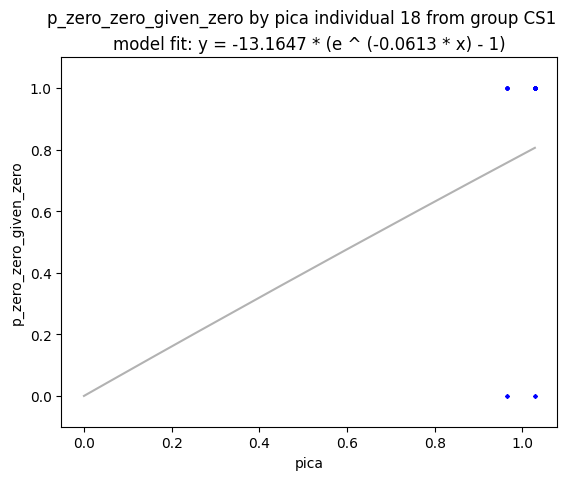 p_zero_zero_given_zero by pica individual 18 from group CS1
model fit: y = -13.1647 * (e ^ (-0.0613 * x) - 1)
1.0
0.8
0.6
0.4
0.2
0.0
p_zero_zero_given_zero
0.0 0.2 0.4 0.6 0.8 1.0
pica